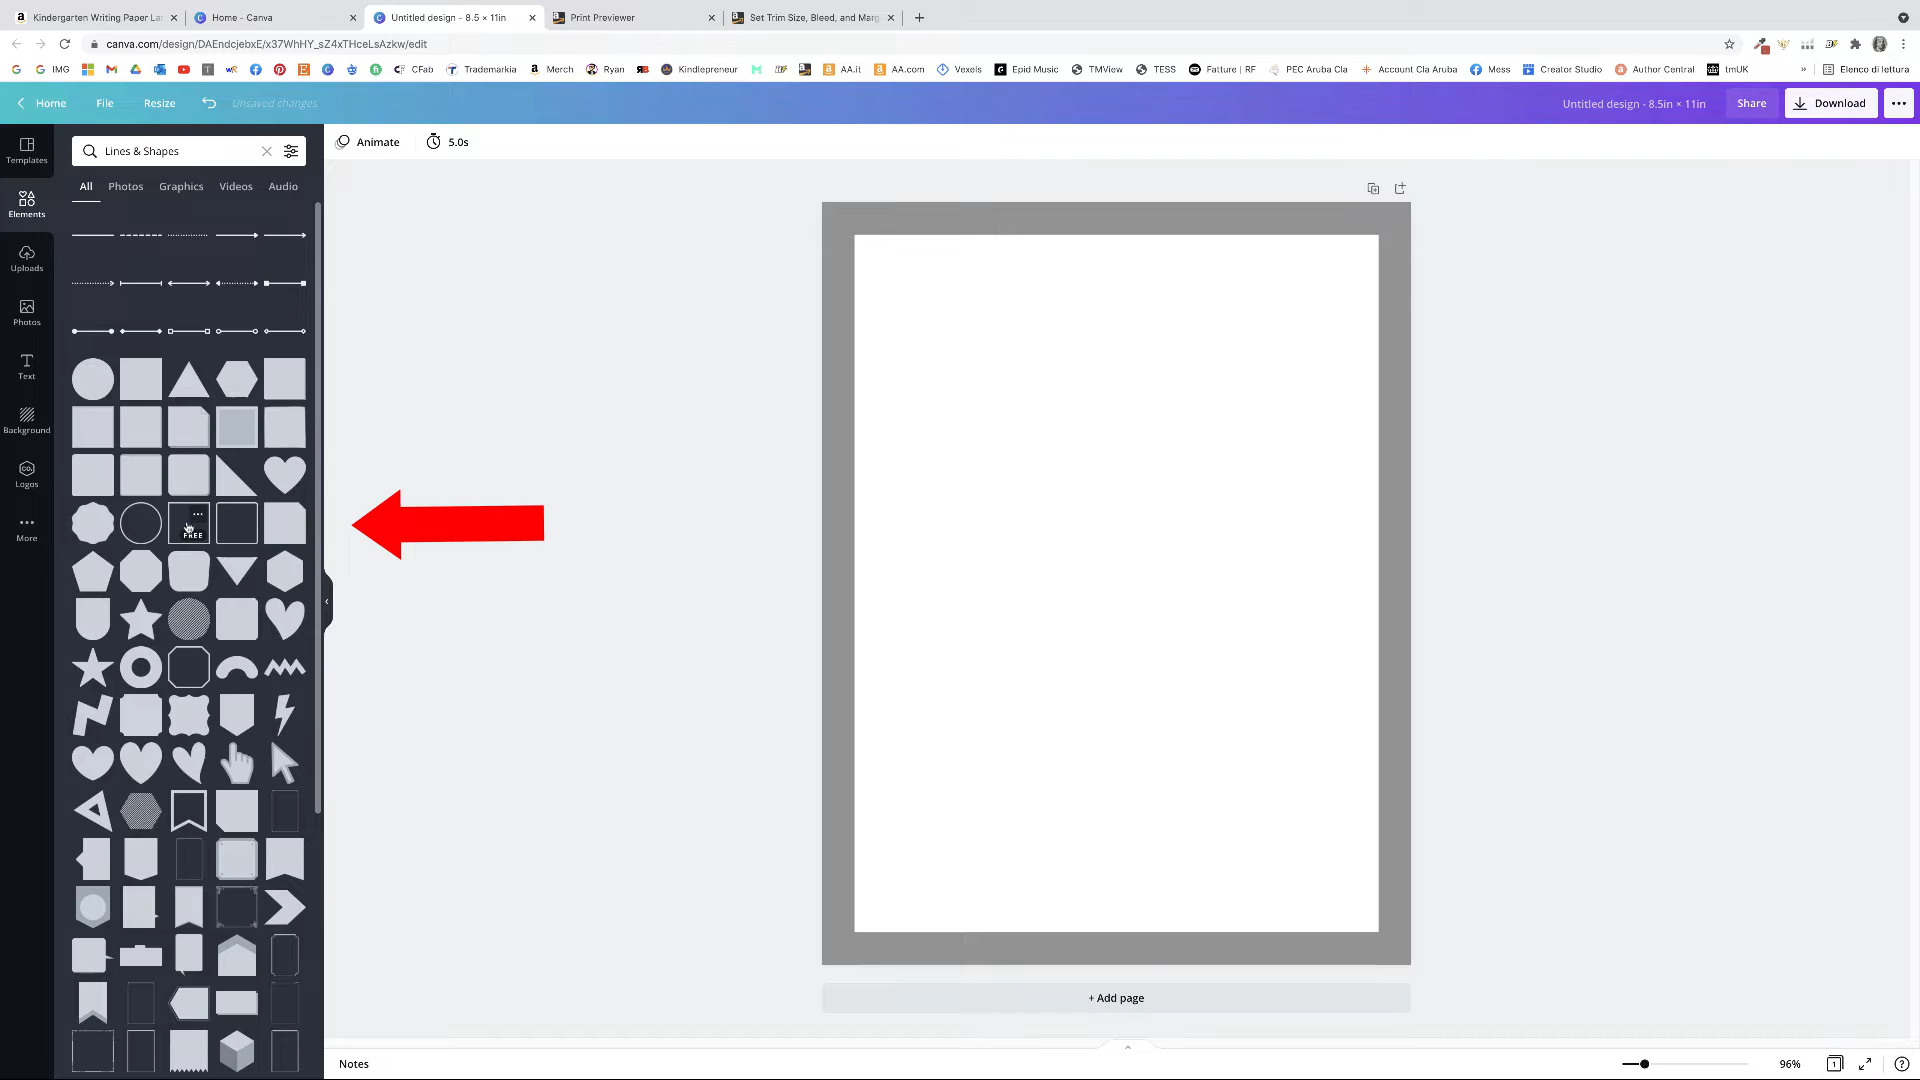 Kindergarten Writing Paper La
Home - Canva
Untitled design - 8.5 × 11in
Print Previewer
Set Trim Size, Bleed, and Marg
canva.com/design/DAEndcjebxE/x37WhHY_sZ4xTHceLsAzkw/edit
IMG
CFab
Trademarkia
Merch
Ryan
Kindlepreneur
AA.it
AA.com
Vexels
Epid Music
TMView
TESS
Fatture | RF
PEC Aruba Cla
Account Cla Aruba
Mess
Creator Studio
Author Central
tmUK
»
Elenco di lettura
Home
File
Resize
Unsaved changes
Untitled design - 8.5in × 11in
Share
Download
Templates
Lines & Shapes
Animate
5.0s
All
Photos
Graphics
Videos
Audio
Elements
Uploads
Photos
Text
Background
Logos
More
FREE
+ Add page
Notes
96%
1